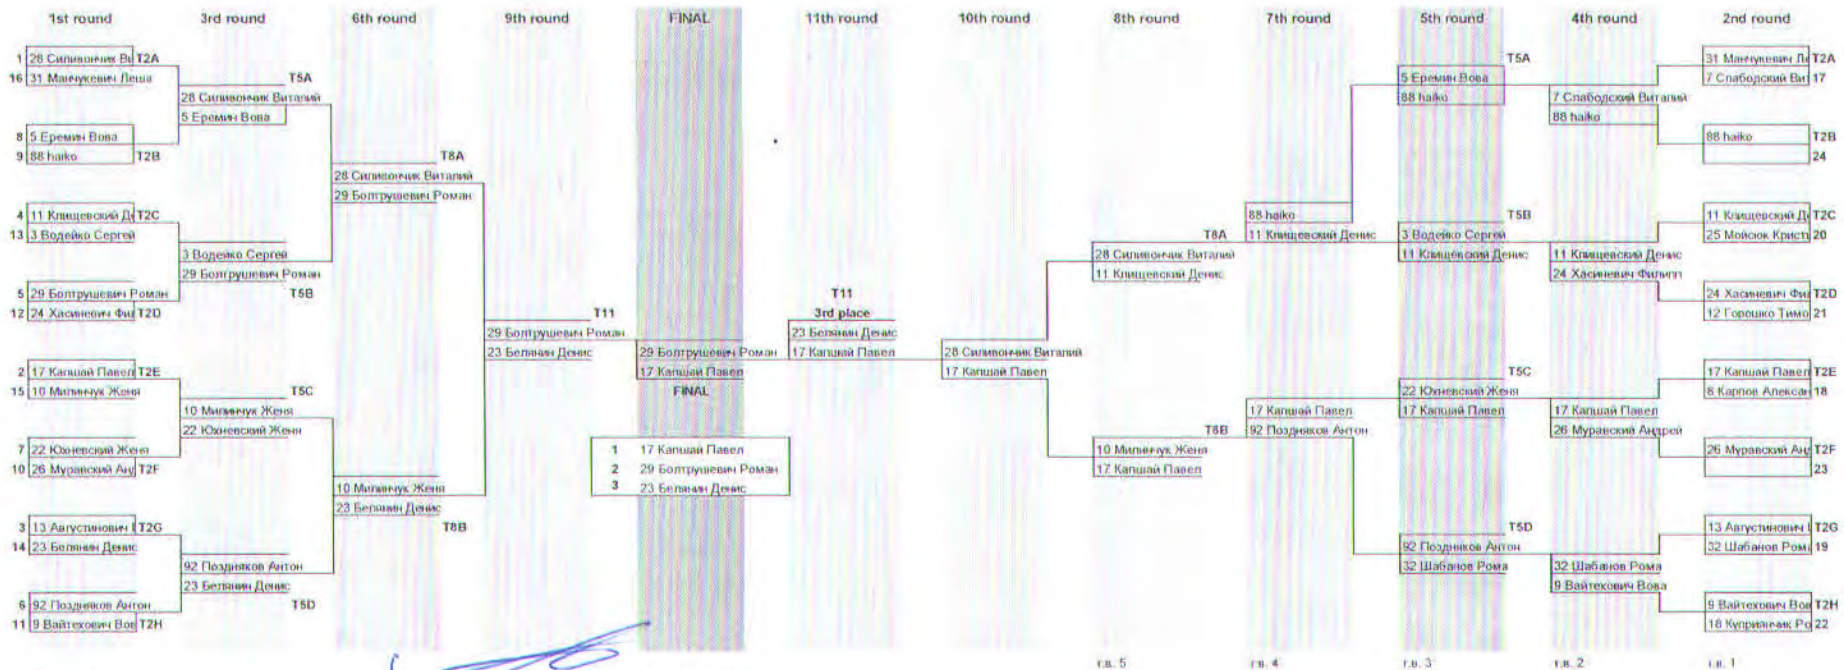 1st round
3rd round
6th round
9th round
FINAL
11th round
10th round
8th round
7th round
5th round
4th round
2nd round
1 28 Силивончик Ви T2A
16 31 Манчукевич Леша
8 5 Еремин Вова
9 88 haiko T2B
4 11 Клищевский Д T2C
13 3 Водейко Сергей
5 29 Болтрушевич Роман
12 24 Хасиневич Фи T2D
2 17 Капшай Павел T2E
15 10 Милинчук Женя
7 22 Юхневский Женя
10 26 Муравский Анд T2F
3 13 Августинович T2G
14 23 Белянин Денис
6 92 Поздняков Антон
11 9 Вайтехович Вов T2H
T5A
28 Силивончик Виталий
5 Еремин Вова
3 Водейко Сергей
29 Болтрушевич Роман
T5B
T5C
10 Милинчук Женя
22 Юхневский Женя
92 Поздняков Антон
23 Белянин Денис
T5D
T8A
28 Силивончик Виталий
29 Болтрушевич Роман
10 Милинчук Женя
23 Белянин Денис
T8B
T11
29 Болтрушевич Роман
23 Белянин Денис
29 Болтрушевич Роман
17 Капшай Павел
FINAL
1 17 Капшай Павел
2 29 Болтрушевич Роман
3 23 Белянин Денис
T11
3rd place
23 Белянин Денис
17 Капшай Павел
28 Силивончик Виталий
17 Капшай Павел
T8A
28 Силивончик Виталий
11 Клищевский Денис
T8B
10 Милинчук Женя
17 Капшай Павел
88 haiko
11 Клищевский Денис
17 Капшай Павел
92 Поздняков Антон
T5A
5 Еремин Вова
88 haiko
T5B
3 Водейко Сергей
11 Клищевский Денис
T5C
22 Юхневский Женя
17 Капшай Павел
T5D
92 Поздняков Антон
32 Шабанов Рома
7 Слабодский Виталий
88 haiko
11 Клищевский Денис
24 Хасиневич Филипп
17 Капшай Павел
26 Муравский Андрей
32 Шабанов Рома
9 Вайтехович Вова
31 Манчукевич Ле T2A
7 Слабодский Ви 17
88 haiko T2B
24
11 Клищевский Д T2C
25 Мойсюк Крист 20
24 Хасиневич Фи T2D
12 Горошко Тимо 21
17 Капшай Павел T2E
8 Карпов Алексан 18
26 Муравский Анд T2F
23
13 Августинович T2G
32 Шабанов Ром 19
9 Вайтехович Вов T2H
18 Куприянчик Ро 22
т.в. 5
т.в. 4
т.в. 3
т.в. 2
т.в. 1